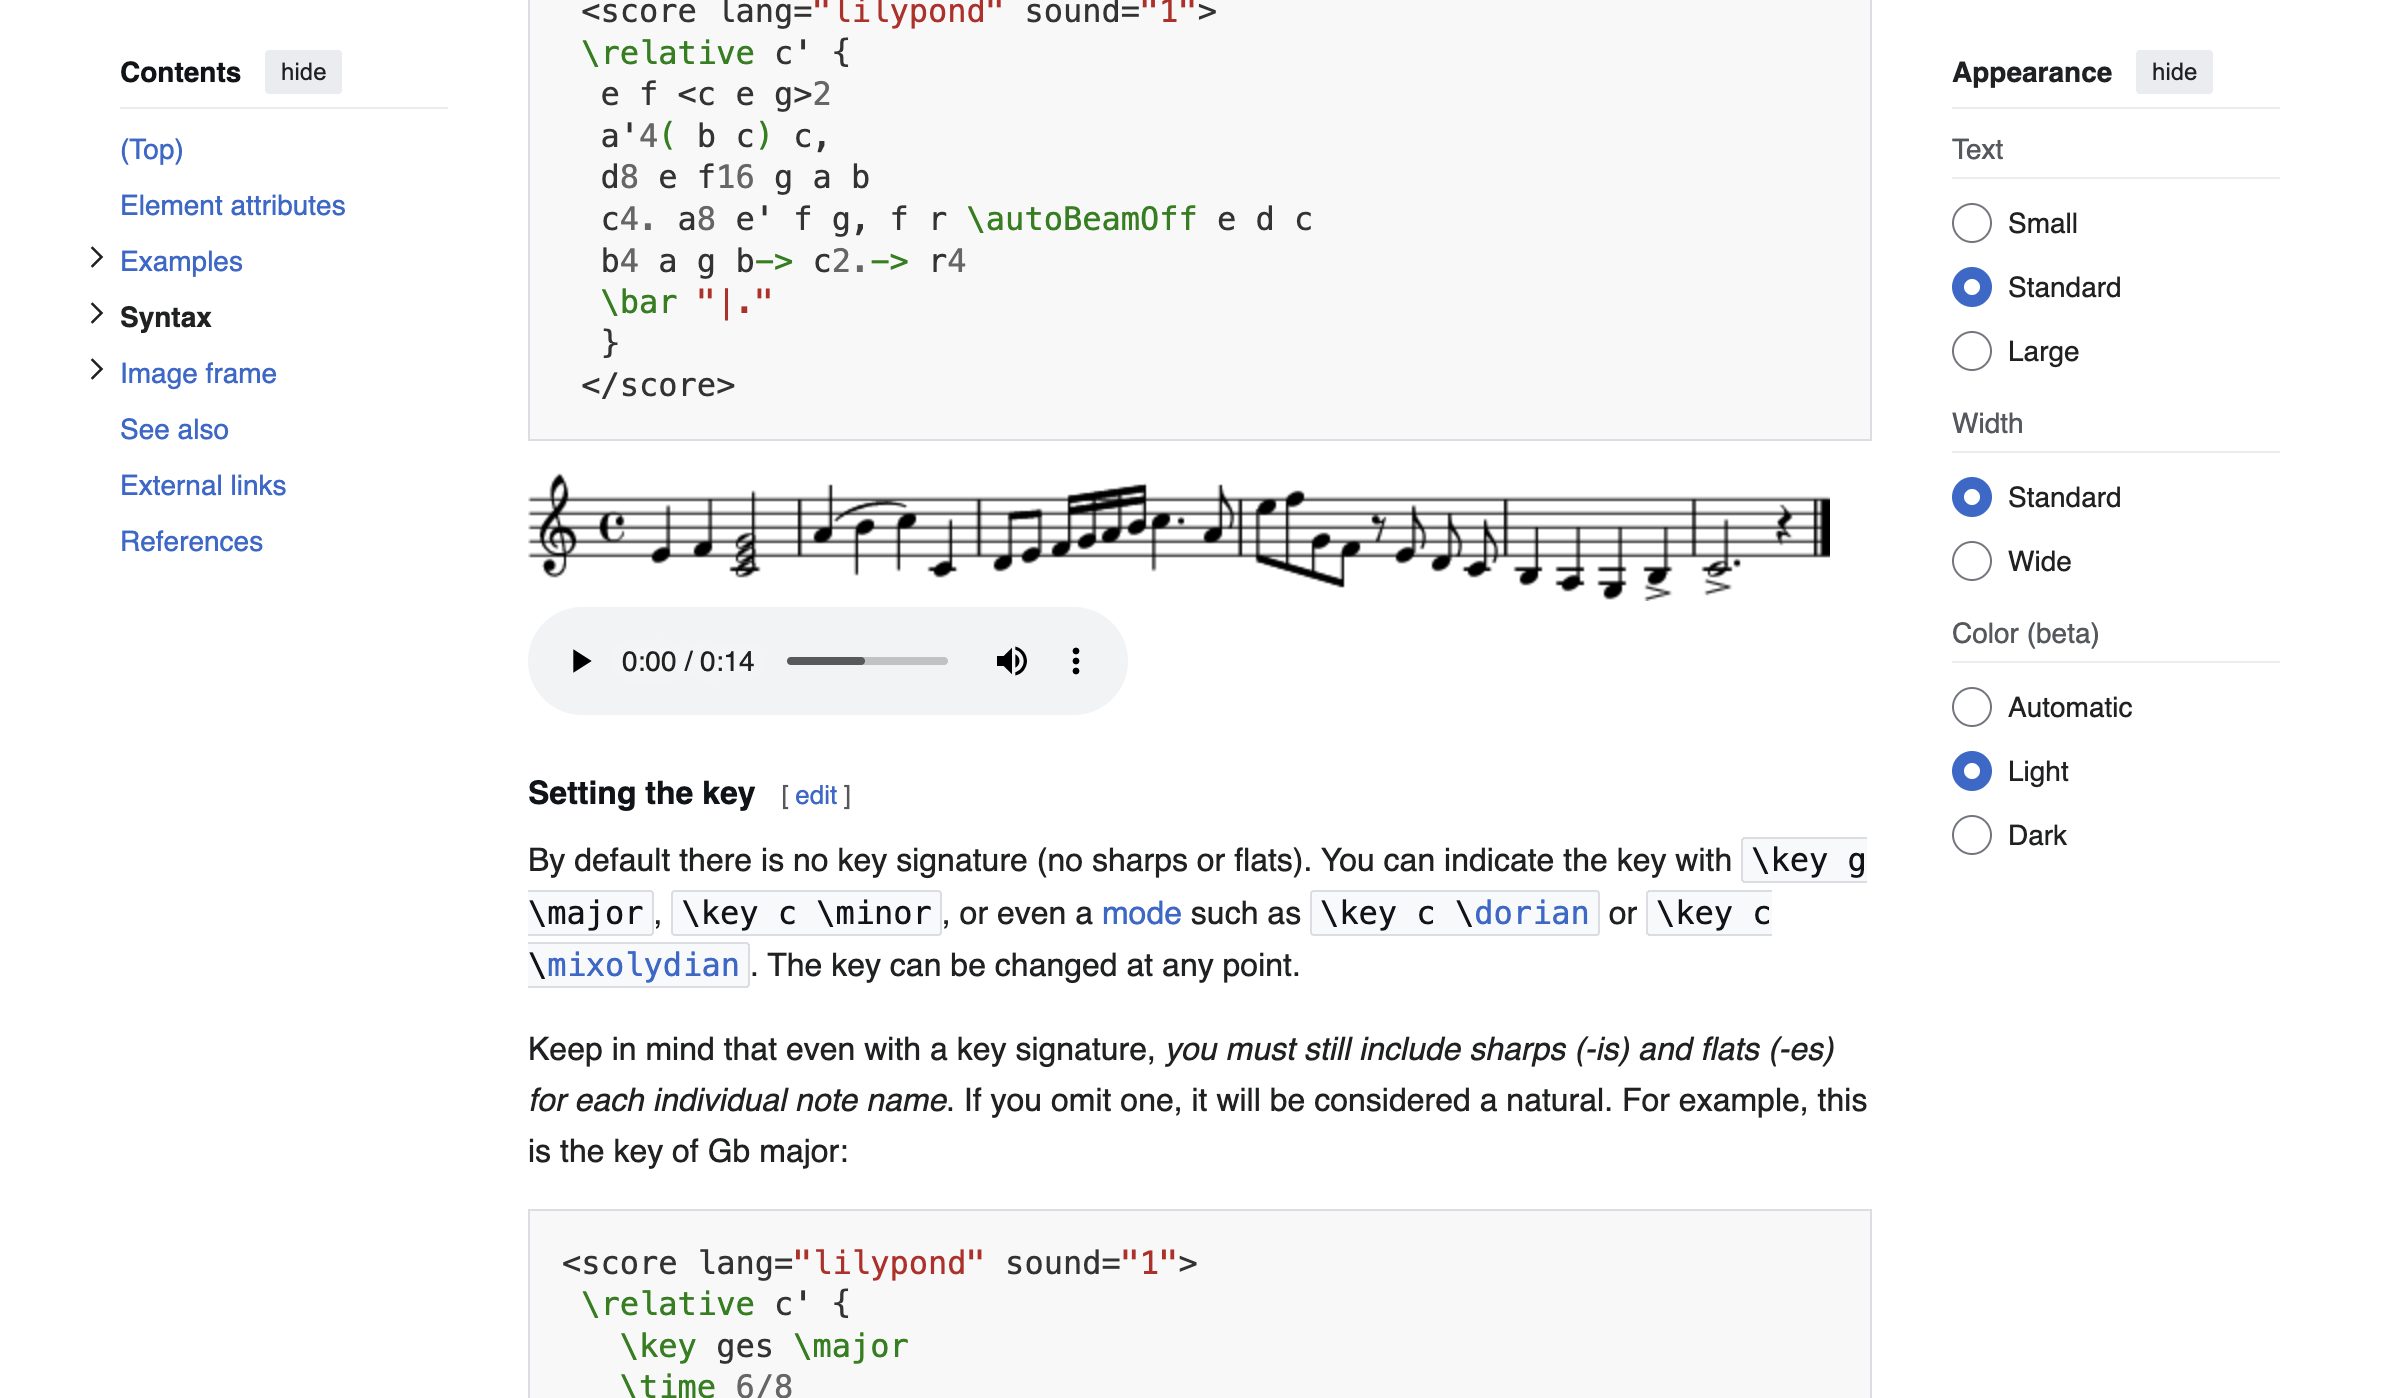 Contents hide
(Top)
Element attributes
Examples
Syntax
Image frame
See also
External links
References
<score lang="lilypond" sound="1">
\relative c' {
e f <c e g>2
a'4( b c) c,
d8 e f16 g a b
c4. a8 e' f g, f r \autoBeamOff e d c
b4 a g b-> c2.-> r4
\bar "|."
}
</score>
0:00 / 0:14
Setting the key [ edit ]
By default there is no key signature (no sharps or flats). You can indicate the key with \key g
\major, \key c \minor, or even a mode such as \key c \dorian or \key c
\mixolydian. The key can be changed at any point.
Keep in mind that even with a key signature, you must still include sharps (-is) and flats (-es)
for each individual note name. If you omit one, it will be considered a natural. For example, this
is the key of Gb major:
<score lang="lilypond" sound="1">
\relative c' {
\key ges \major
\time 6/8
Appearance hide
Text
Small
Standard
Large
Width
Standard
Wide
Color (beta)
Automatic
Light
Dark